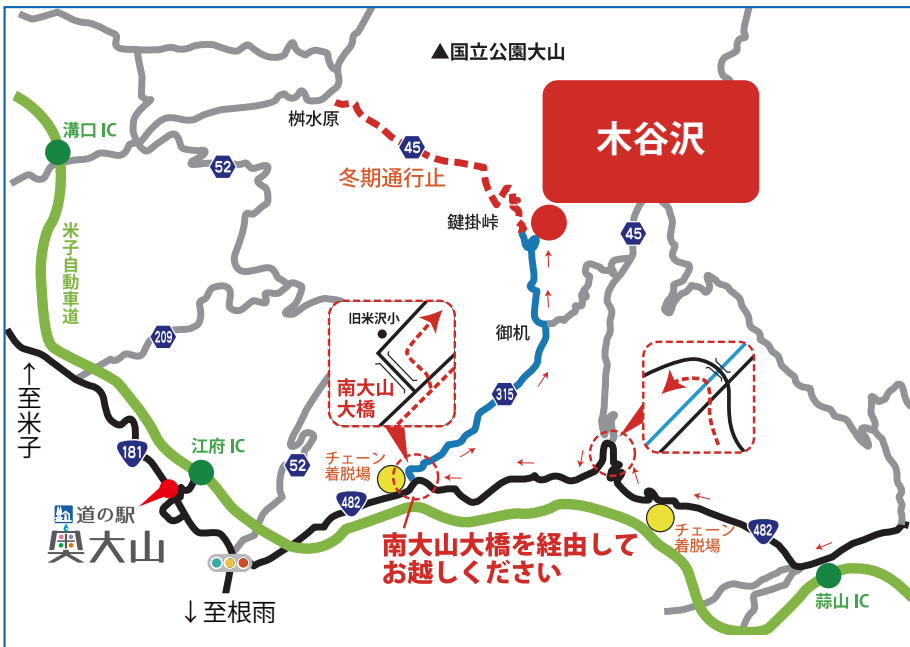 ▲国立公園大山
木谷沢
桝水原
溝口 IC
45
52
冬期通行止
鍵掛峠
45
米子自動車道
旧米沢小
御机
209
南大山
大橋
315
↑至米子
181
江府 IC
チェーン
着脱場
52
482
道の駅
奥大山
チェーン
着脱場
482
南大山大橋を経由して
お越しください
蒜山 IC
↓至根雨